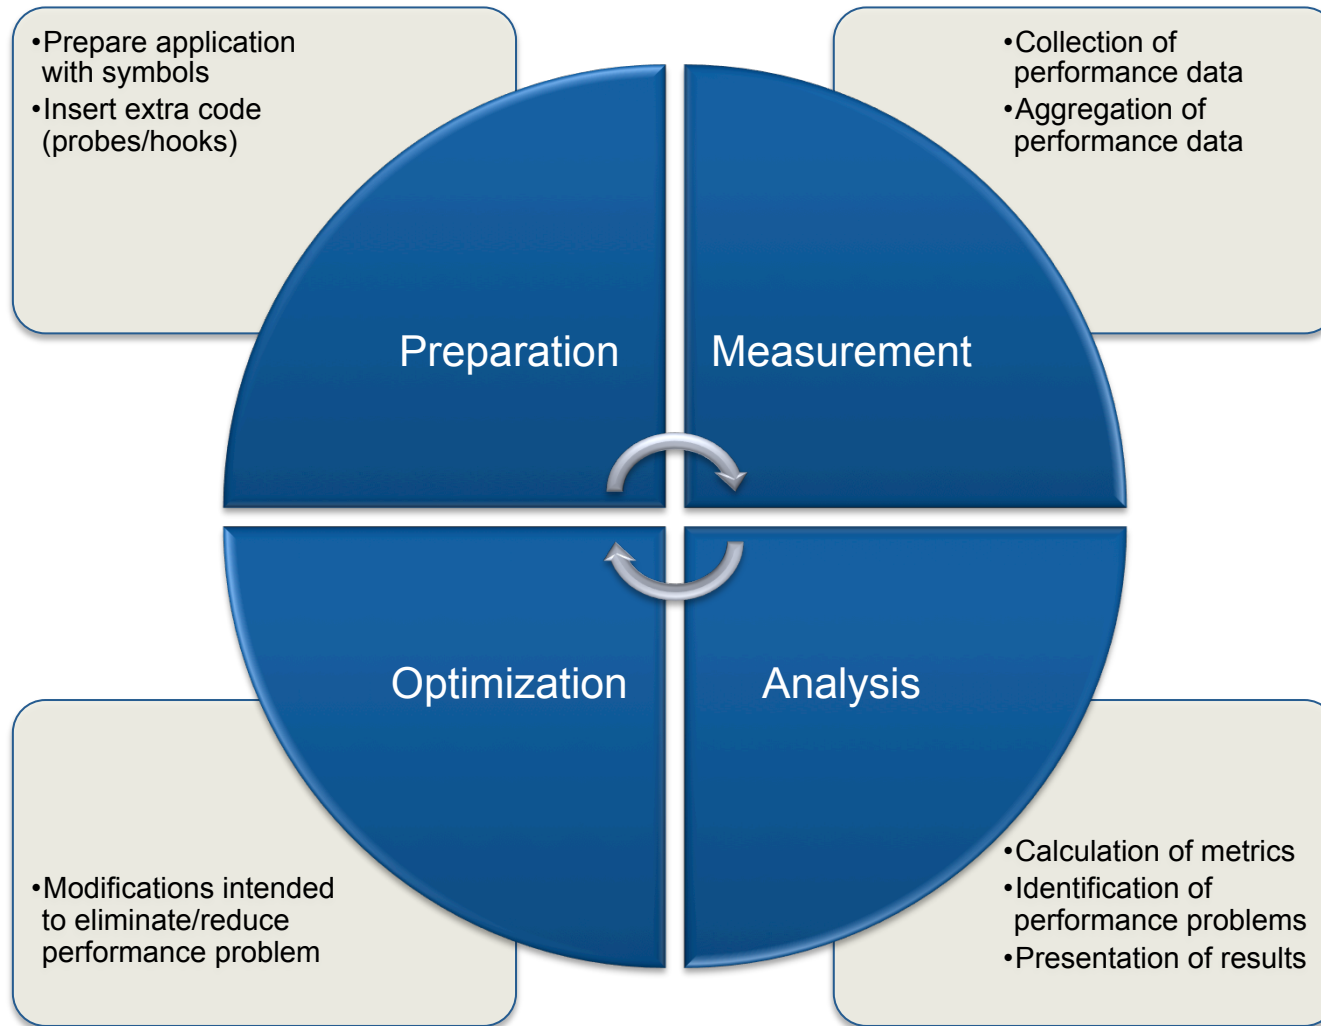 •Prepare application
with symbols
•Insert extra code
(probes/hooks)
•Collection of
performance data
•Aggregation of
performance data
Preparation
Measurement
Optimization
Analysis
•Modifications intended
to eliminate/reduce
performance problem
•Calculation of metrics
•Identification of
performance problems
•Presentation of results